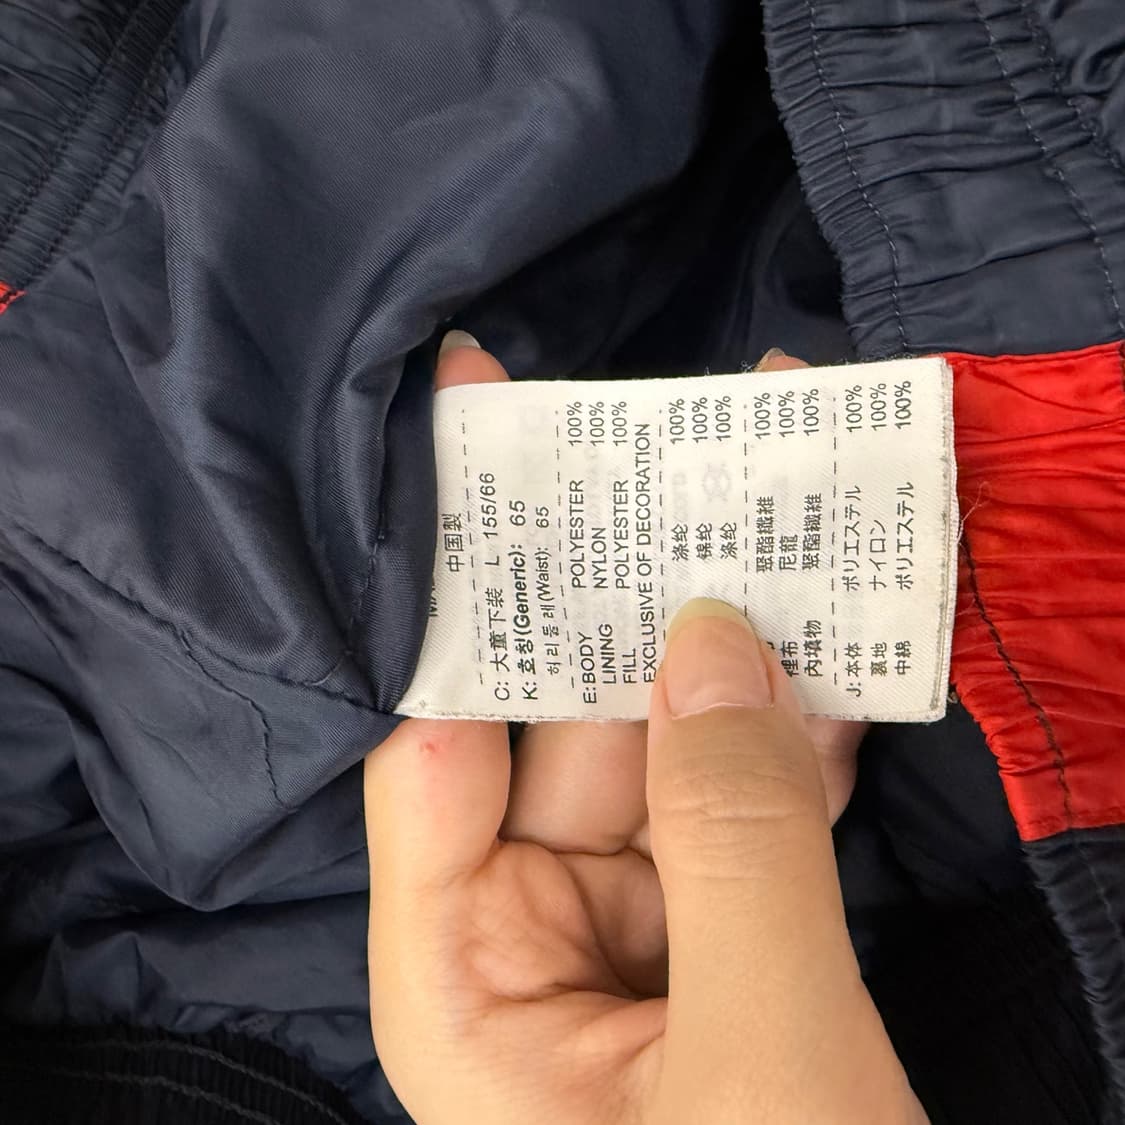 中国製
C: 大童下装 L 155/66
K: 호칭(Generic): 65
허리둘레(Waist): 65
E: BODY POLYESTER 100%
LINING NYLON 100%
FILL POLYESTER 100%
EXCLUSIVE OF DECORATION
涤纶 100%
锦纶 100%
涤纶 100%
聚酯纖維 100%
裡布 尼龍 100%
內填物 聚酯纖維 100%
J: 本体 ポリエステル 100%
裏地 ナイロン 100%
中綿 ポリエステル 100%